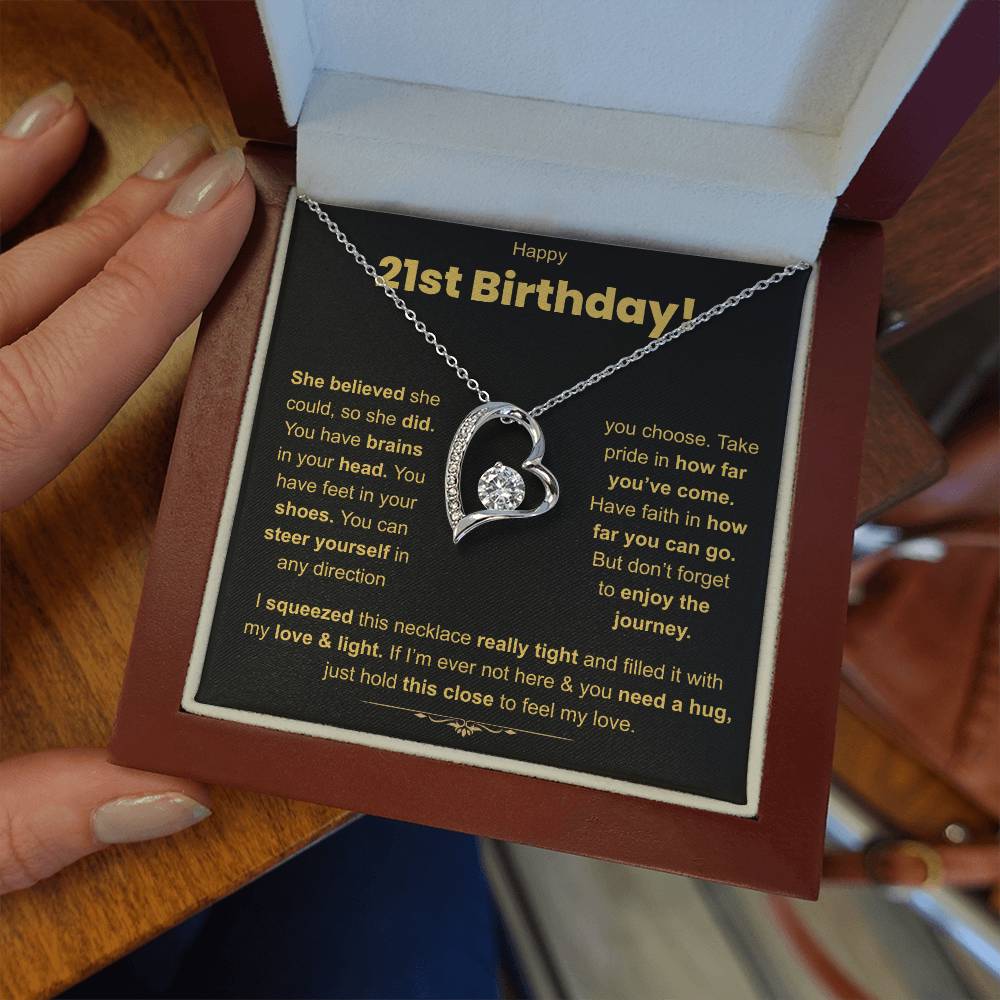 Happy
21st Birthday!
She believed she
could, so she did.
You have brains
in your head. You
have feet in your
shoes. You can
steer yourself in
any direction
you choose. Take
pride in how far
you’ve come.
Have faith in how
far you can go.
But don’t forget
to enjoy the
journey.
I squeezed this necklace really tight and filled it with
my love & light. If I’m ever not here & you need a hug,
just hold this close to feel my love.